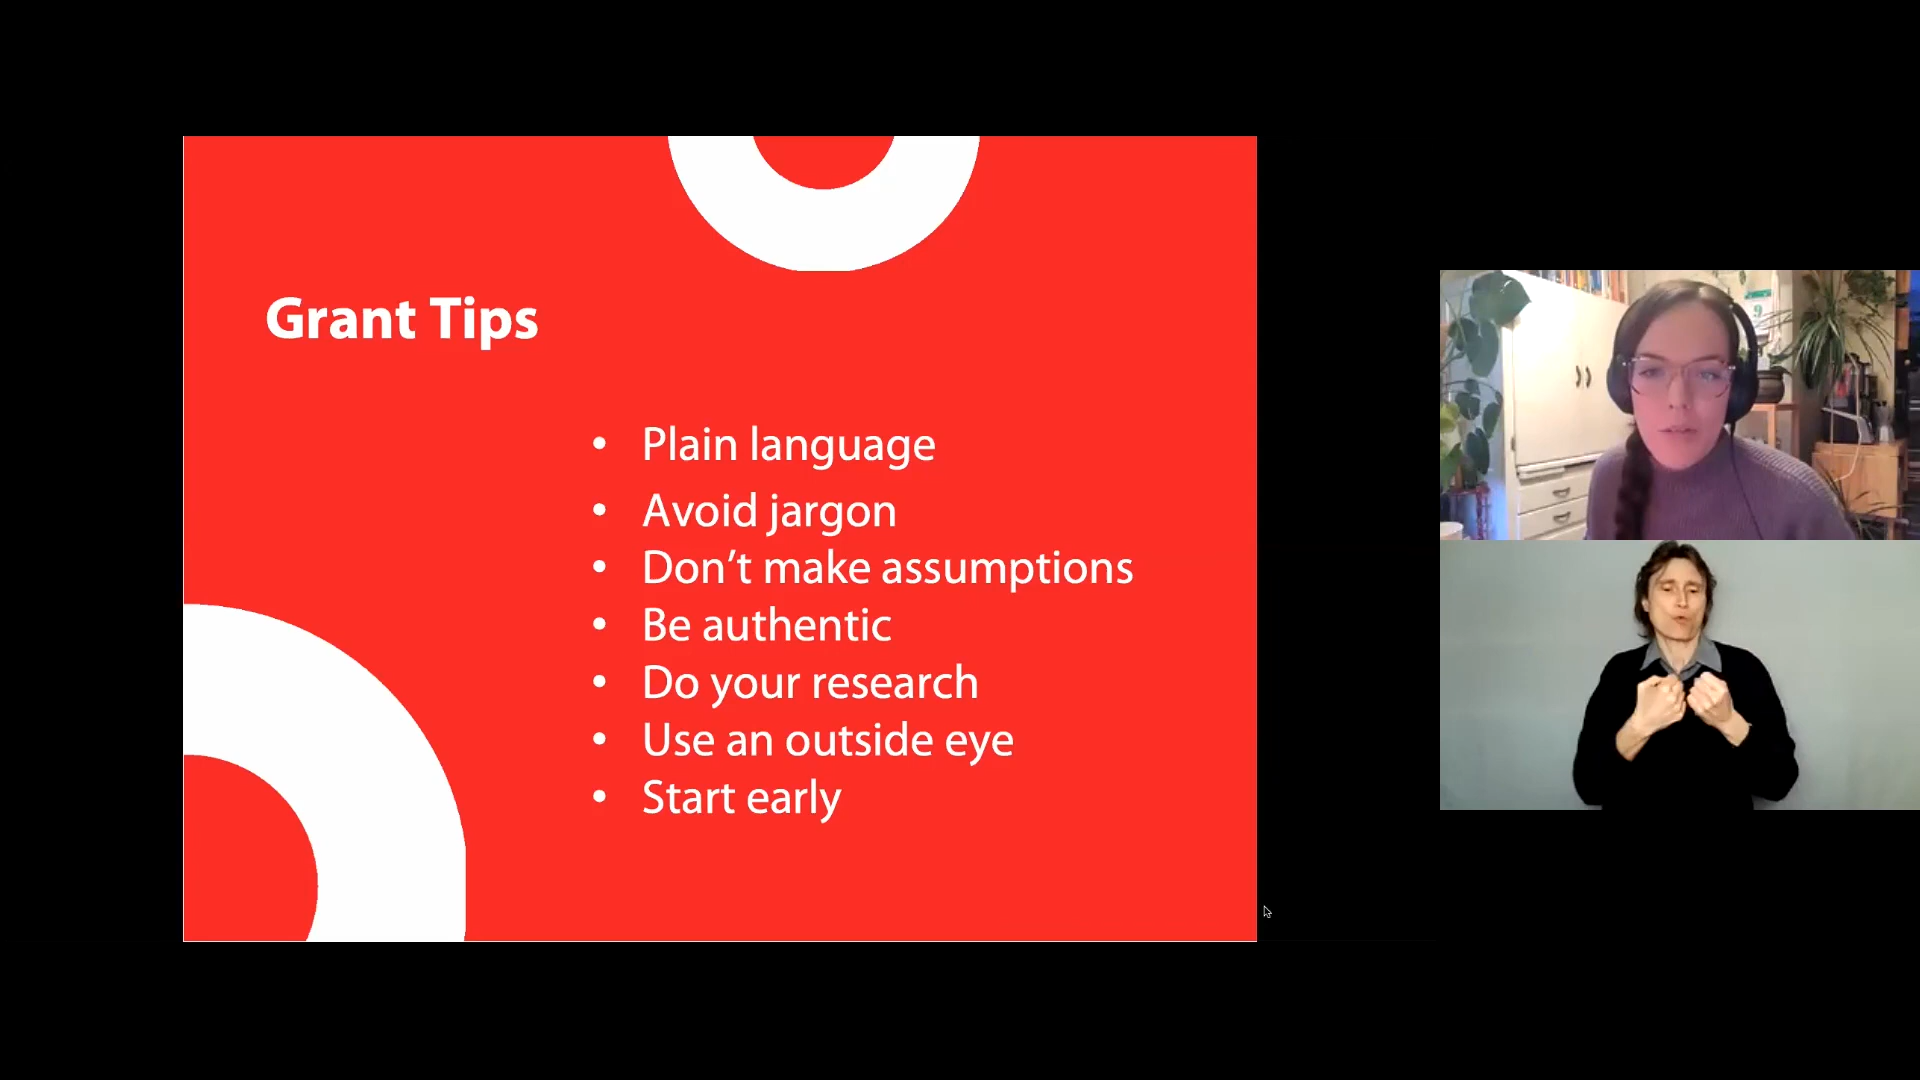 Grant Tips
• Plain language
• Avoid jargon
• Don’t make assumptions
• Be authentic
• Do your research
• Use an outside eye
• Start early
9